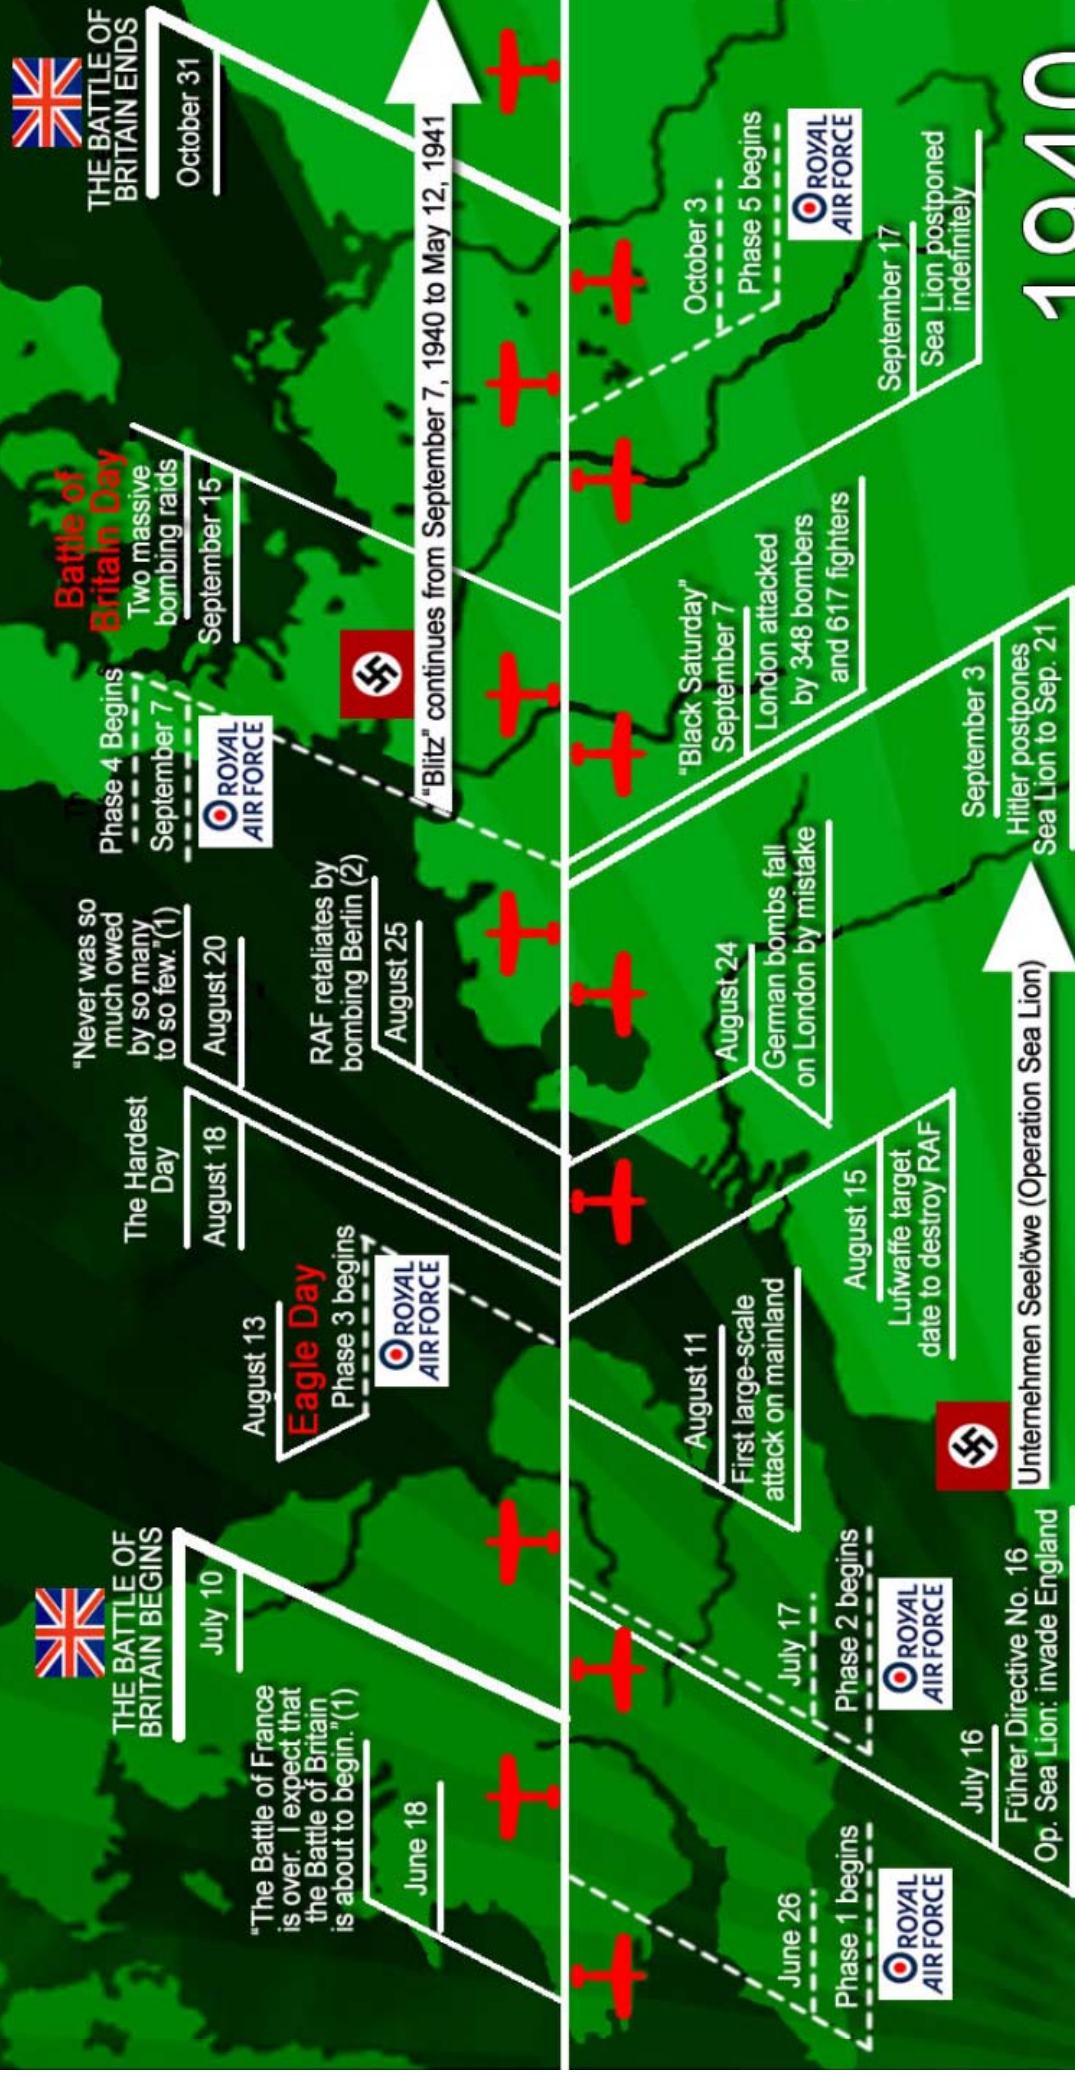 THE BATTLE OF
BRITAIN BEGINS
July 10
"The Battle of France
is over. I expect that
the Battle of Britain
is about to begin."(1)
June 18
August 13
Eagle Day
Phase 3 begins
ROYAL
AIR FORCE
The Hardest
Day
August 18
"Never was so
much owed
by so many
to so few."(1)
August 20
RAF retaliates by
bombing Berlin (2)
August 25
Phase 4 Begins
September 7
ROYAL
AIR FORCE
Battle of
Britain Day
Two massive
bombing raids
September 15
THE BATTLE OF
BRITAIN ENDS
October 31
"Blitz" continues from September 7, 1940 to May 12, 1941
June 26
Phase 1 begins
ROYAL
AIR FORCE
July 17
Phase 2 begins
ROYAL
AIR FORCE
July 16
Führer Directive No. 16
Op. Sea Lion: invade England
August 11
First large-scale
attack on mainland
August 15
Lufwaffe target
date to destroy RAF
August 24
German bombs fall
on London by mistake
"Black Saturday"
September 7
London attacked
by 348 bombers
and 617 fighters
September 3
Hitler postpones
Sea Lion to Sep. 21
October 3
Phase 5 begins
ROYAL
AIR FORCE
September 17
Sea Lion postponed
indefinitely
Unternehmen Seelöwe (Operation Sea Lion)
1940